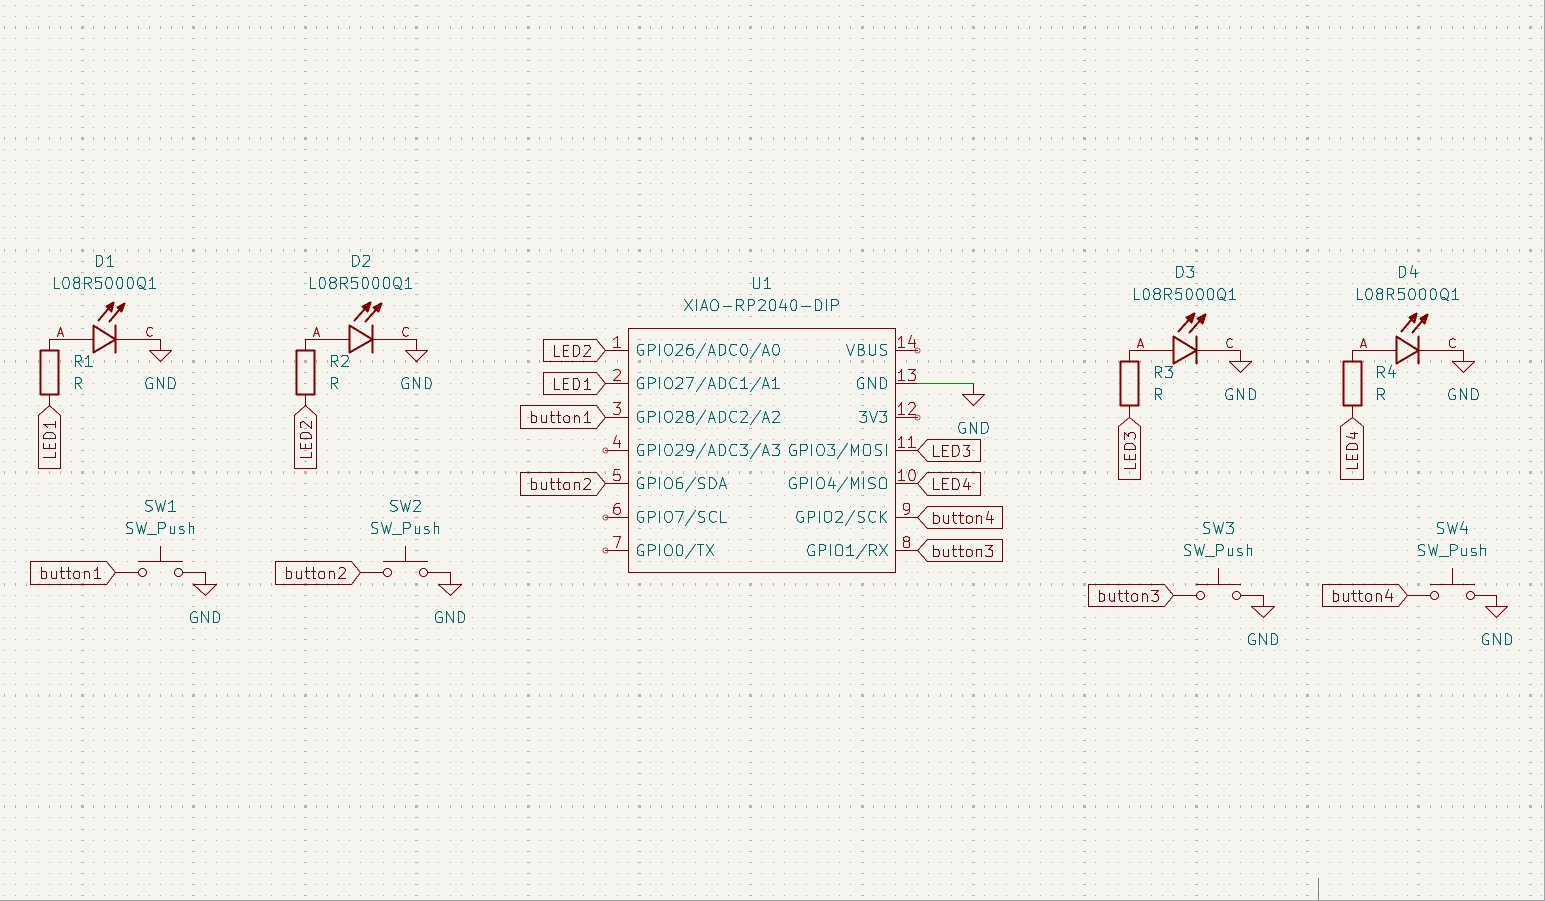 D1
L08R5000Q1
A
C
R1
R
GND
LED1
D2
L08R5000Q1
A
C
R2
R
GND
LED2
SW1
SW_Push
button1
GND
SW2
SW_Push
button2
GND
U1
XIAO-RP2040-DIP
LED2 1 GPIO26/ADC0/A0 VBUS 14
LED1 2 GPIO27/ADC1/A1 GND 13
button1 3 GPIO28/ADC2/A2 3V3 12
GND
4 GPIO29/ADC3/A3 GPIO3/MOSI 11 LED3
button2 5 GPIO6/SDA GPIO4/MISO 10 LED4
6 GPIO7/SCL GPIO2/SCK 9 button4
7 GPIO0/TX GPIO1/RX 8 button3
D3
L08R5000Q1
A
C
R3
R
GND
LED3
D4
L08R5000Q1
A
C
R4
R
GND
LED4
SW3
SW_Push
button3
GND
SW4
SW_Push
button4
GND